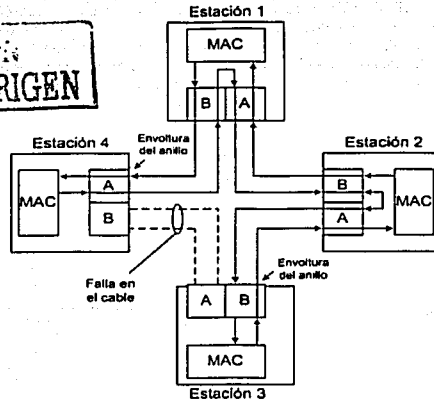 Estación 1
MAC
B A
RIGEN
Estación 4
Envoltura
del anillo
Estación 2
MAC
A
B
B
A
MAC
Falla en
el cable
Envoltura
del anillo
A B
MAC
Estación 3